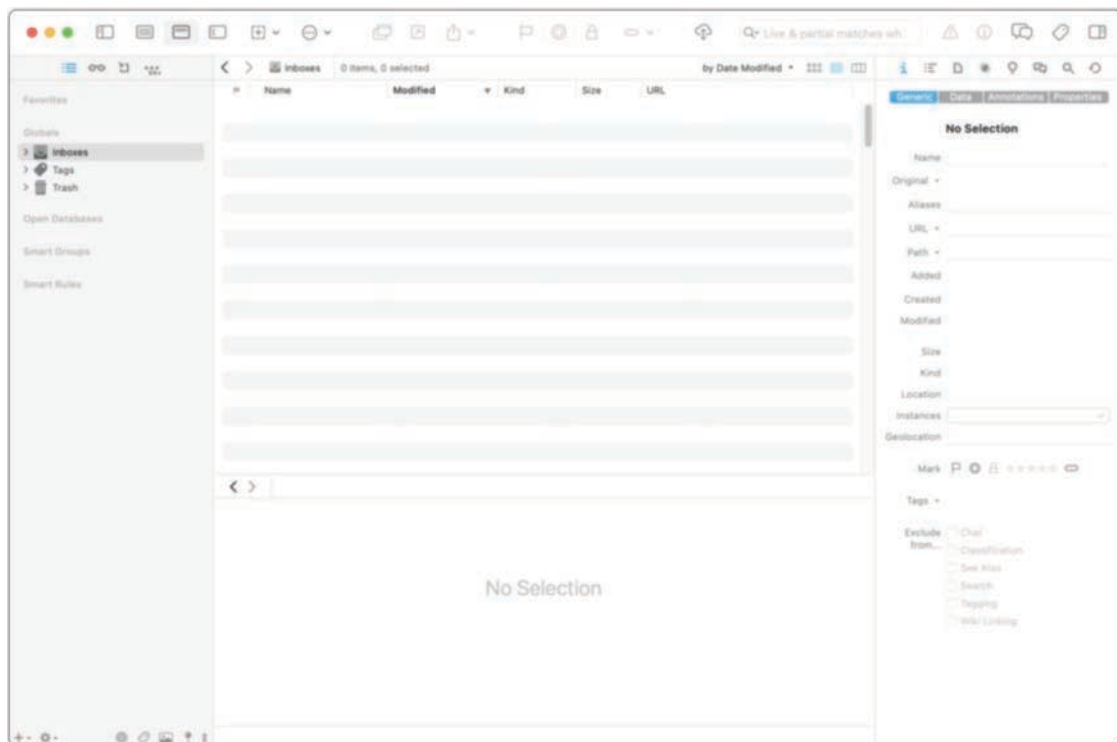 Live & partial matches wh
Inboxes 0 items, 0 selected by Date Modified
Generic Data Annotations Properties
Favorites
Globals
Inboxes
Tags
Trash
Open Databases
Smart Groups
Smart Rules
Name Modified Kind Size URL
No Selection
No Selection
Name
Original
Aliases
URL
Path
Added
Created
Modified
Size
Kind
Location
Instances
Geolocation
Mark
Tags
Exclude from...
Chat
Classification
See Also
Search
Tagging
Wiki Linking